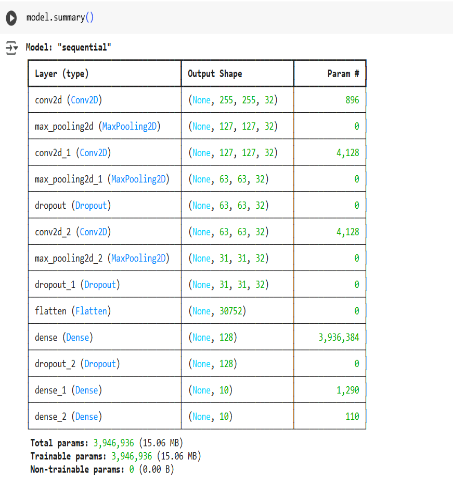 model.summary()
Model: "sequential"
Layer (type) Output Shape Param #
conv2d (Conv2D) (None, 255, 255, 32) 896
max_pooling2d (MaxPooling2D) (None, 127, 127, 32) 0
conv2d_1 (Conv2D) (None, 127, 127, 32) 4,128
max_pooling2d_1 (MaxPooling2D) (None, 63, 63, 32) 0
dropout (Dropout) (None, 63, 63, 32) 0
conv2d_2 (Conv2D) (None, 63, 63, 32) 4,128
max_pooling2d_2 (MaxPooling2D) (None, 31, 31, 32) 0
dropout_1 (Dropout) (None, 31, 31, 32) 0
flatten (Flatten) (None, 30752) 0
dense (Dense) (None, 128) 3,936,384
dropout_2 (Dropout) (None, 128) 0
dense_1 (Dense) (None, 10) 1,290
dense_2 (Dense) (None, 10) 110
Total params: 3,946,936 (15.06 MB)
Trainable params: 3,946,936 (15.06 MB)
Non-trainable params: 0 (0.00 B)